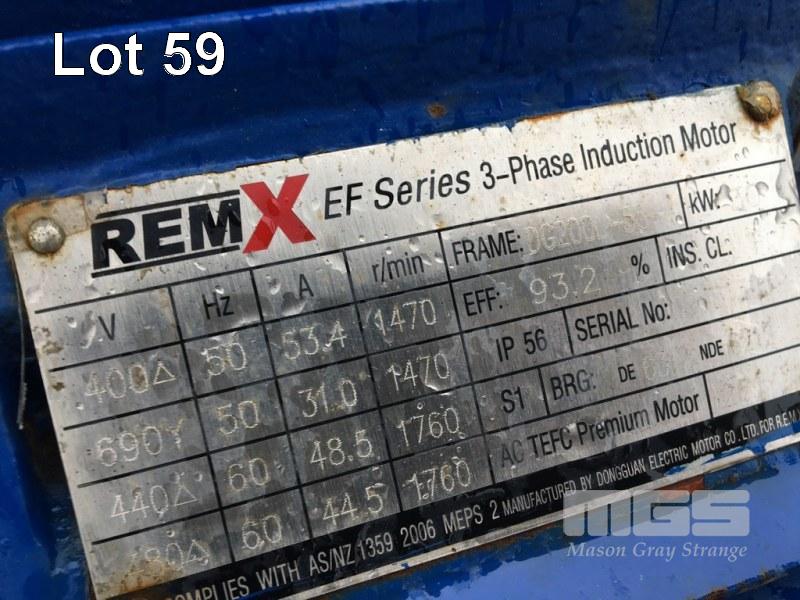 Lot 59
REMX EF Series 3-Phase Induction Motor
V Hz A r/min FRAME: kW:
400△ 50 53.4 1470 EFF: 93.2 % INS. CL.
690Y 50 31.0 1470 IP 56 SERIAL No:
440△ 60 48.5 1760 S1 BRG: DE NDE
60 44.5 1760 AC TEFC Premium Motor
COMPLIES WITH AS/NZ 1359 2006 MEPS 2 MANUFACTURED BY DONGGUAN ELECTRIC MOTOR CO., LTD. FOR R.E.M.
MGS
Mason Gray Strange